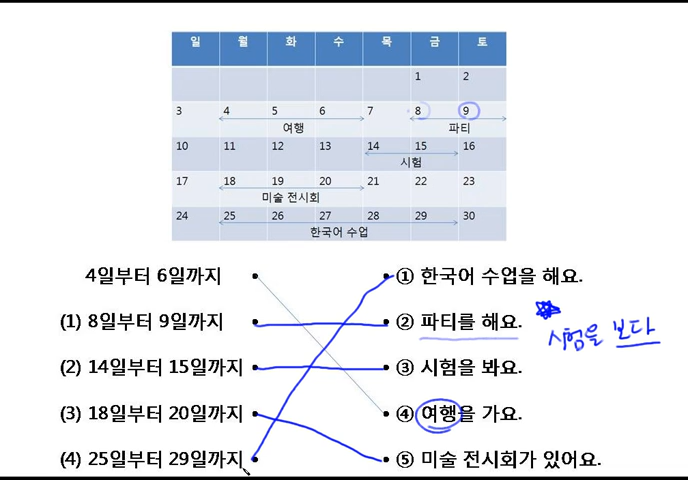 일 월 화 수 목 금 토
1 2
3 4 5 6 7 8 9
여행 파티
10 11 12 13 14 15 16
시험
17 18 19 20 21 22 23
미술 전시회
24 25 26 27 28 29 30
한국어 수업
4일부터 6일까지 ① 한국어 수업을 해요.
(1) 8일부터 9일까지 ② 파티를 해요.
시험을 보다
(2) 14일부터 15일까지 ③ 시험을 봐요.
(3) 18일부터 20일까지 ④ 여행을 가요.
(4) 25일부터 29일까지 ⑤ 미술 전시회가 있어요.